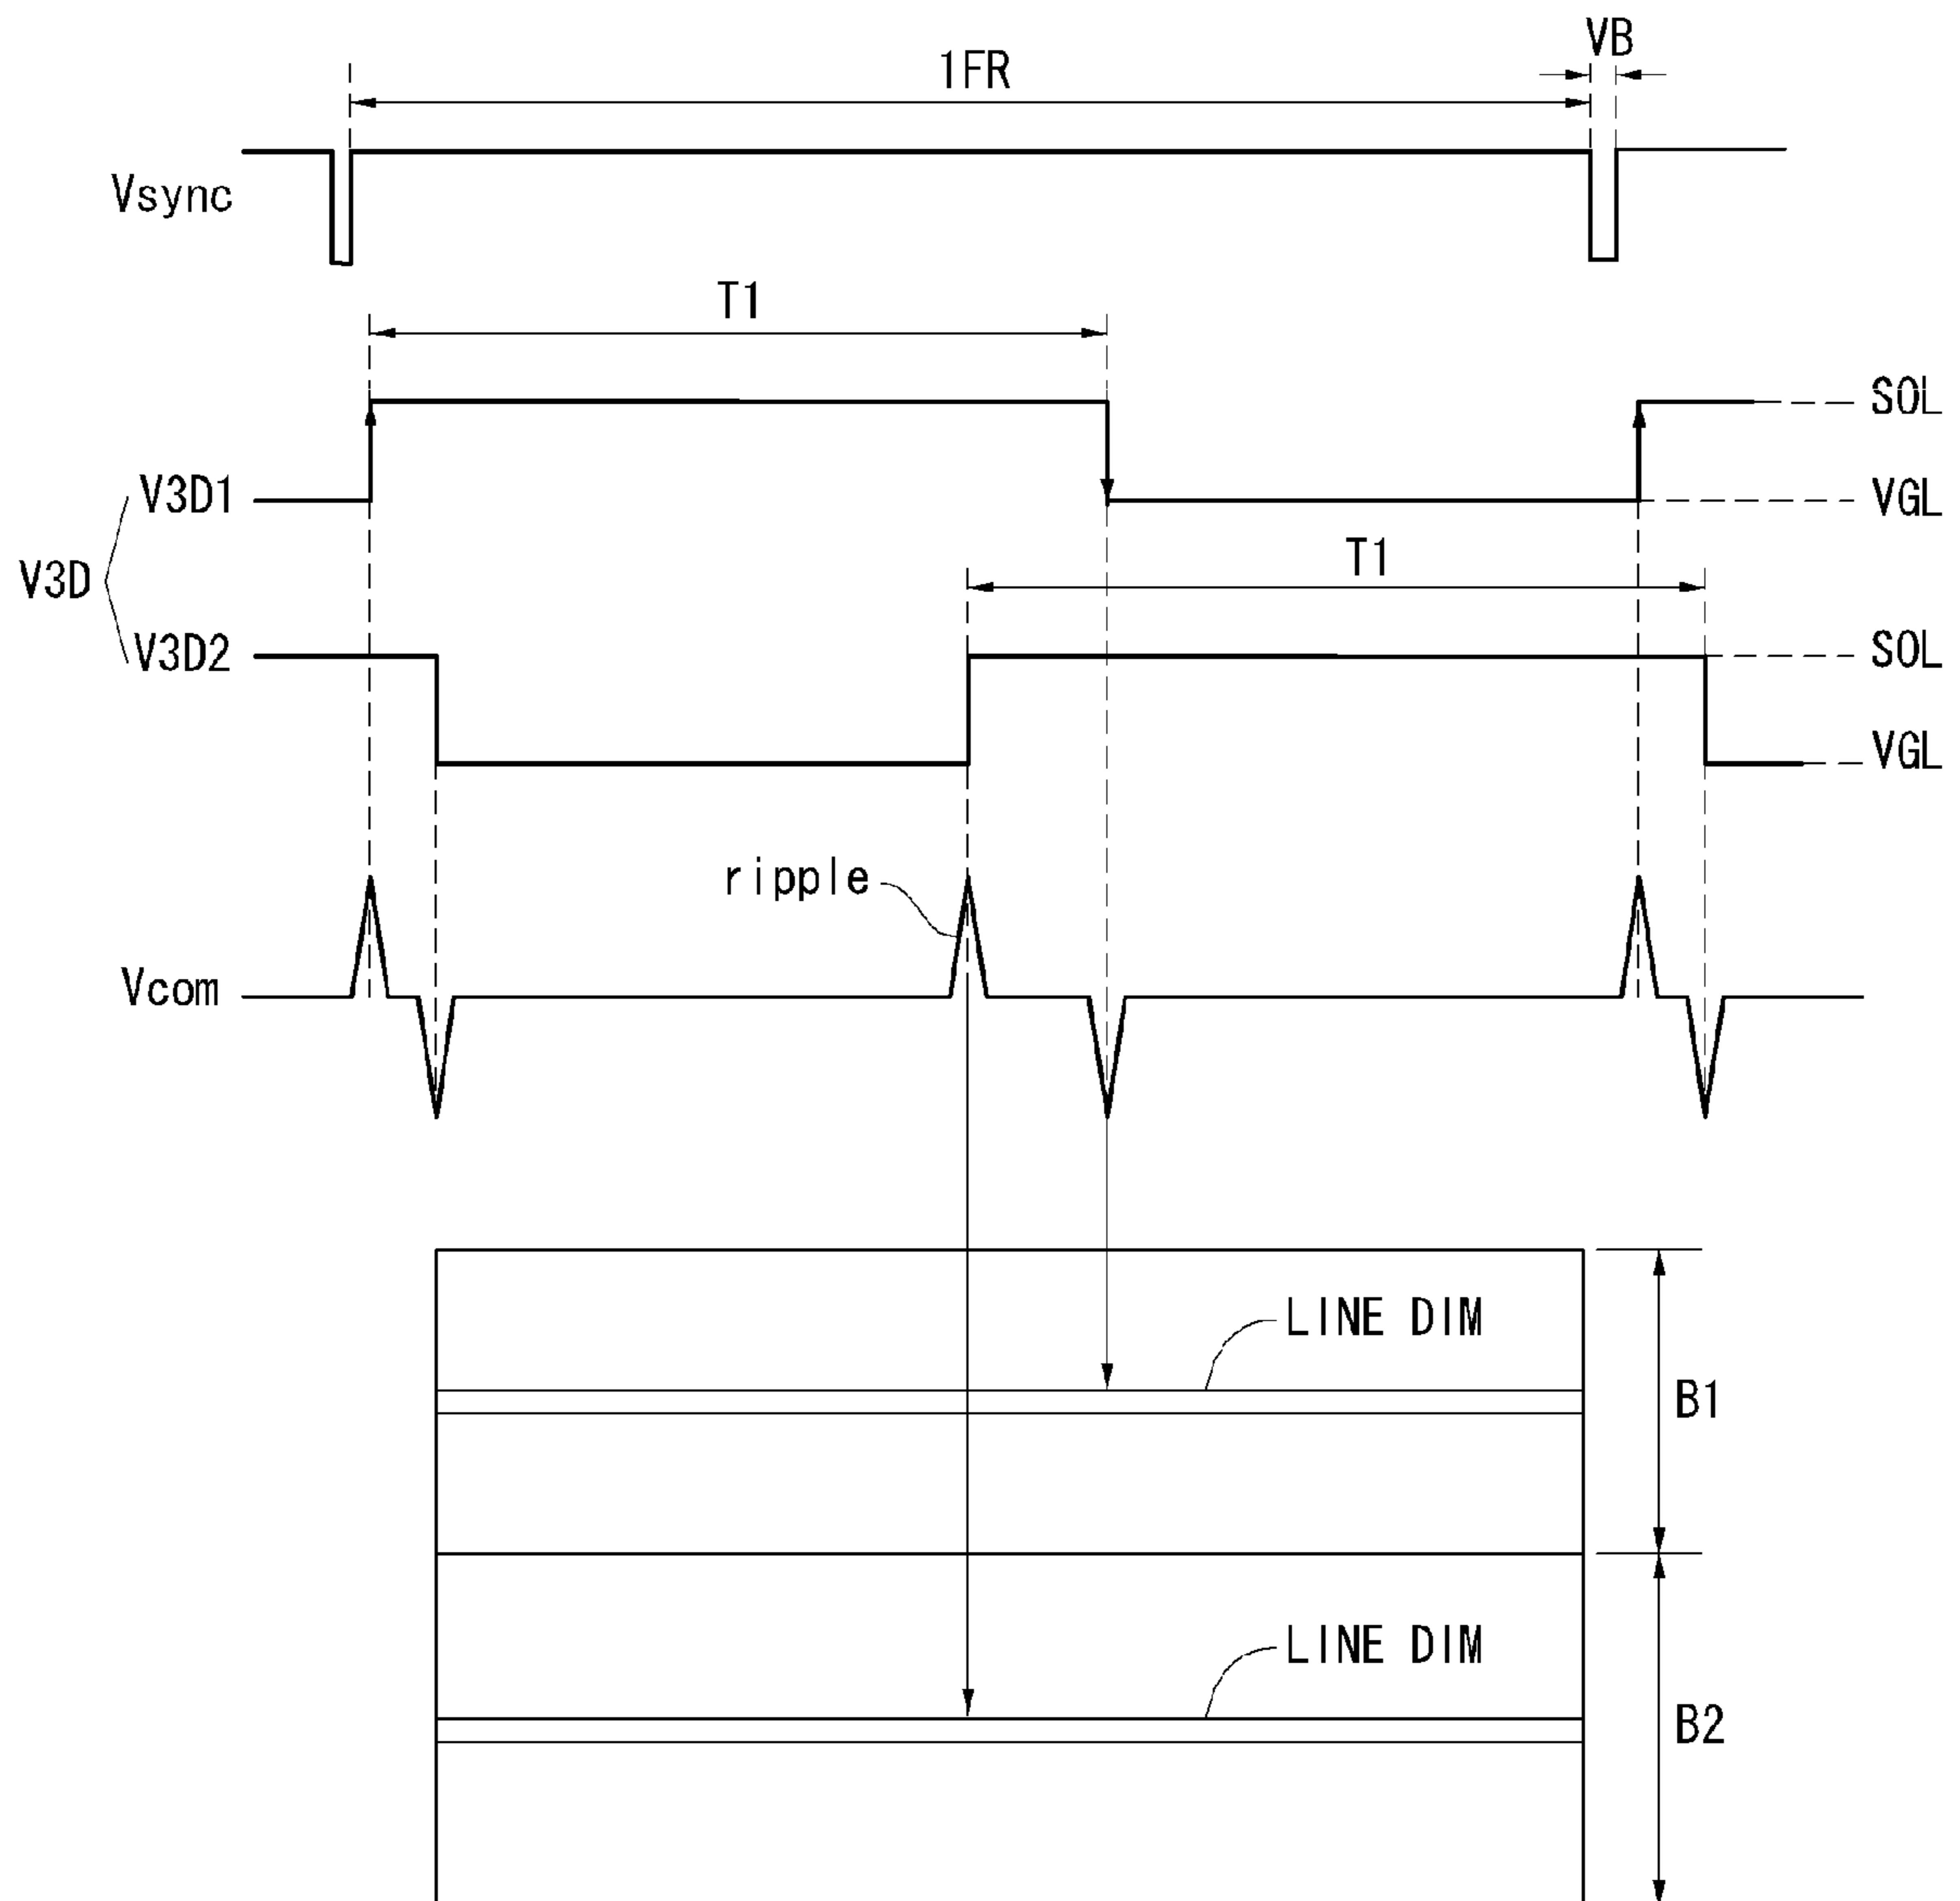 VB
1FR
Vsync
T1
SOL
V3D1
VGL
T1
V3D
V3D2
SOL
VGL
ripple
Vcom
LINE DIM
B1
LINE DIM
B2